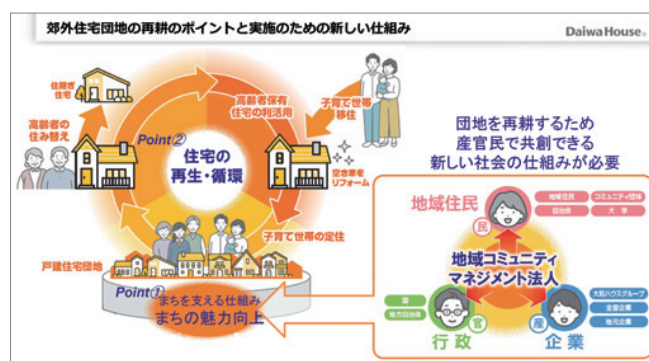 郊外住宅団地の再耕のポイントと実施のための新しい仕組み
Daiwa House®
住継ぎ
住宅
高齢者の
住み替え
Point②
高齢者保有
住宅の利活用
子育て世帯
移住
住宅の
再生・循環
空き家を
リフォーム
子育て世帯の定住
戸建住宅団地
Point①
まちを支える仕組み
まちの魅力向上
団地を再耕するため
産官民で共創できる
新しい社会の仕組みが必要
地域住民
民
地域住民
コミュニティ団体
自治会
大学
地域コミュニティ
マネジメント法人
国
地方自治体
官
行政
産
企業
大和ハウスグループ
全国企業
地元企業